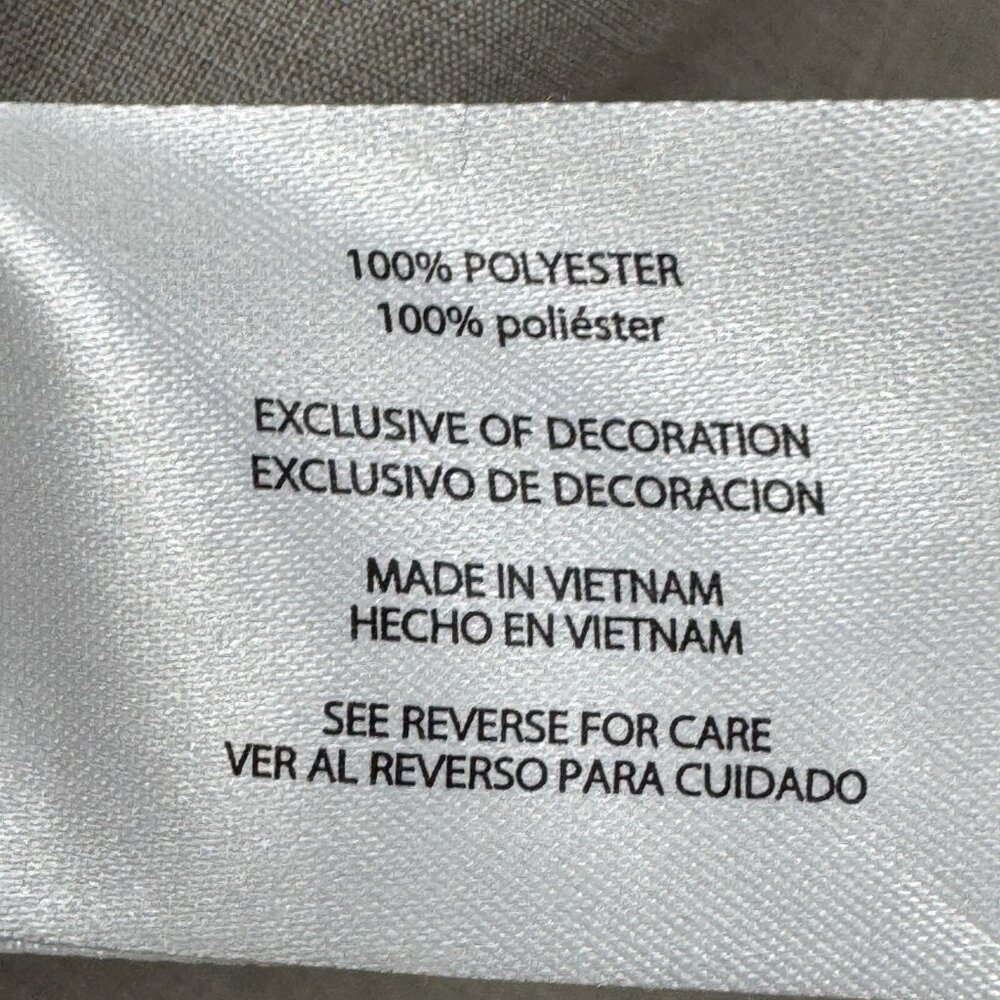 100% POLYESTER
100% poliéster
EXCLUSIVE OF DECORATION
EXCLUSIVO DE DECORACION
MADE IN VIETNAM
HECHO EN VIETNAM
SEE REVERSE FOR CARE
VER AL REVERSO PARA CUIDADO